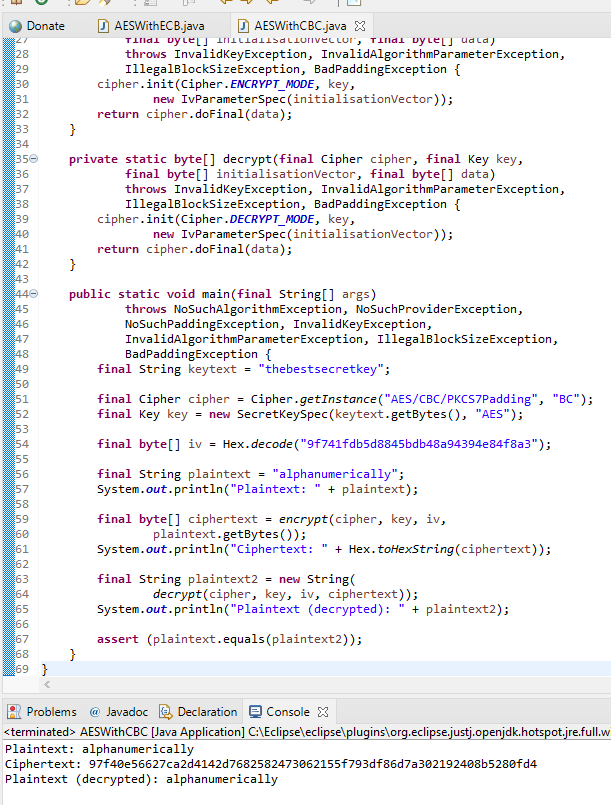 Donate AESWithECB.java AESWithCBC.java
27 final byte[] initialisationVector, final byte[] data)
28 throws InvalidKeyException, InvalidAlgorithmParameterException,
29 IllegalBlockSizeException, BadPaddingException {
30 cipher.init(Cipher.ENCRYPT_MODE, key,
31 new IvParameterSpec(initialisationVector));
32 return cipher.doFinal(data);
33 }
34
35 private static byte[] decrypt(final Cipher cipher, final Key key,
36 final byte[] initialisationVector, final byte[] data)
37 throws InvalidKeyException, InvalidAlgorithmParameterException,
38 IllegalBlockSizeException, BadPaddingException {
39 cipher.init(Cipher.DECRYPT_MODE, key,
40 new IvParameterSpec(initialisationVector));
41 return cipher.doFinal(data);
42 }
43
44 public static void main(final String[] args)
45 throws NoSuchAlgorithmException, NoSuchProviderException,
46 NoSuchPaddingException, InvalidKeyException,
47 InvalidAlgorithmParameterException, IllegalBlockSizeException,
48 BadPaddingException {
49 final String keytext = "thebestsecretkey";
50
51 final Cipher cipher = Cipher.getInstance("AES/CBC/PKCS7Padding", "BC");
52 final Key key = new SecretKeySpec(keytext.getBytes(), "AES");
53
54 final byte[] iv = Hex.decode("9f741fdb5d8845bdb48a94394e84f8a3");
55
56 final String plaintext = "alphanumerically";
57 System.out.println("Plaintext: " + plaintext);
58
59 final byte[] ciphertext = encrypt(cipher, key, iv,
60 plaintext.getBytes());
61 System.out.println("Ciphertext: " + Hex.toHexString(ciphertext));
62
63 final String plaintext2 = new String(
64 decrypt(cipher, key, iv, ciphertext));
65 System.out.println("Plaintext (decrypted): " + plaintext2);
66
67 assert (plaintext.equals(plaintext2));
68 }
69 }
Problems @ Javadoc Declaration Console
<terminated> AESWithCBC [Java Application] C:\Eclipse\eclipse\plugins\org.eclipse.justj.openjdk.hotspot.jre.full.w
Plaintext: alphanumerically
Ciphertext: 97f40e56627ca2d4142d7682582473062155f793df86d7a302192408b5280fd4
Plaintext (decrypted): alphanumerically